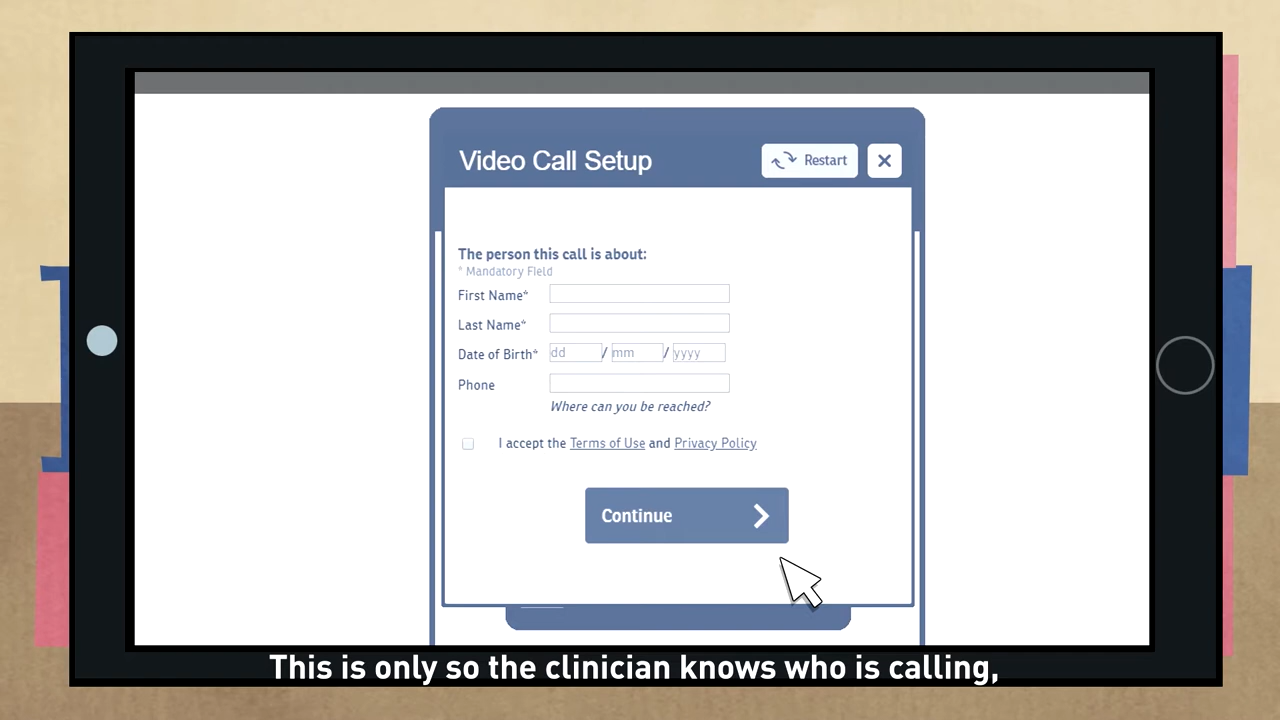 Video Call Setup
Restart
The person this call is about:
* Mandatory Field
First Name*
Last Name*
Date of Birth* dd / mm / yyyy
Phone
Where can you be reached?
I accept the Terms of Use and Privacy Policy
Continue
This is only so the clinician knows who is calling,